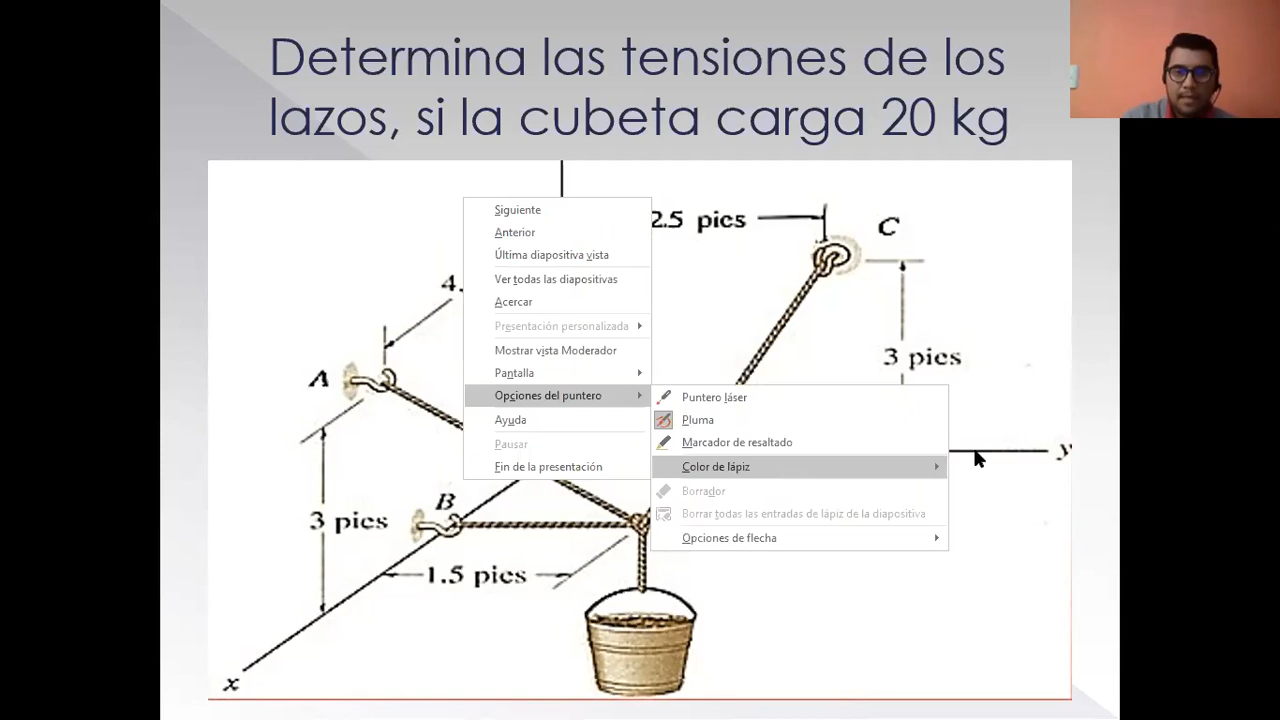 Determina las tensiones de los
lazos, si la cubeta carga 20 kg
2.5 pies
C
4.
3 pies
A
B
3 pies
1.5 pies
x
y
Siguiente
Anterior
Última diapositiva vista
Ver todas las diapositivas
Acercar
Presentación personalizada
Mostrar vista Moderador
Pantalla
Opciones del puntero
Ayuda
Pausar
Fin de la presentación
Puntero láser
Pluma
Marcador de resaltado
Color de lápiz
Borrador
Borrar todas las entradas de lápiz de la diapositiva
Opciones de flecha